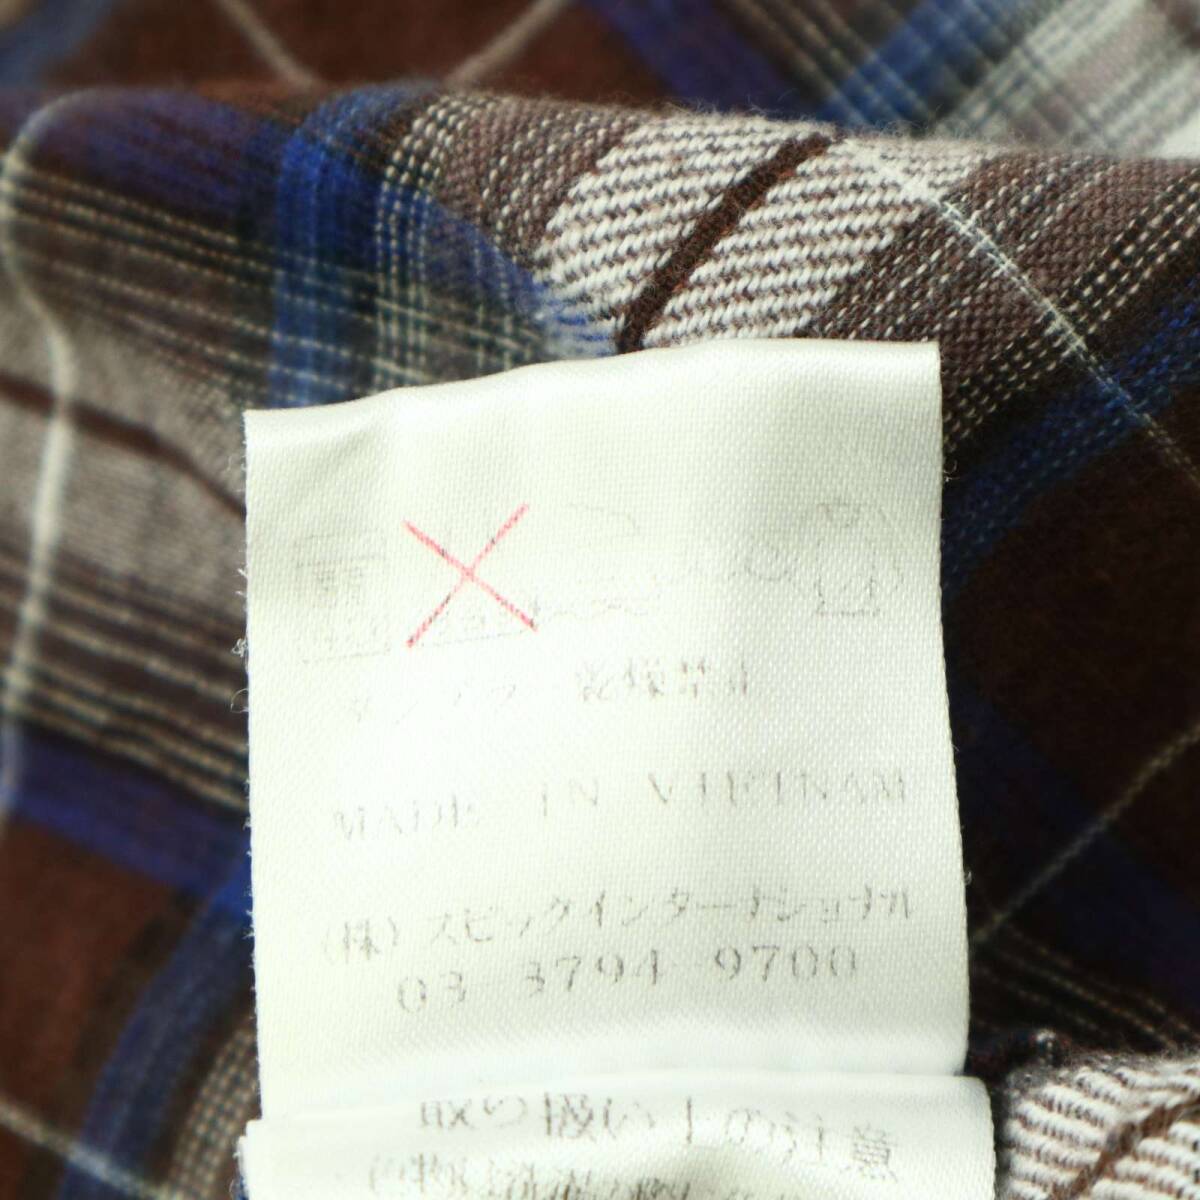 タンブラー乾燥禁止
MADE IN VIETNAM
(株)スピックインターナショナル
03-3794-9700
取り扱い上の注意